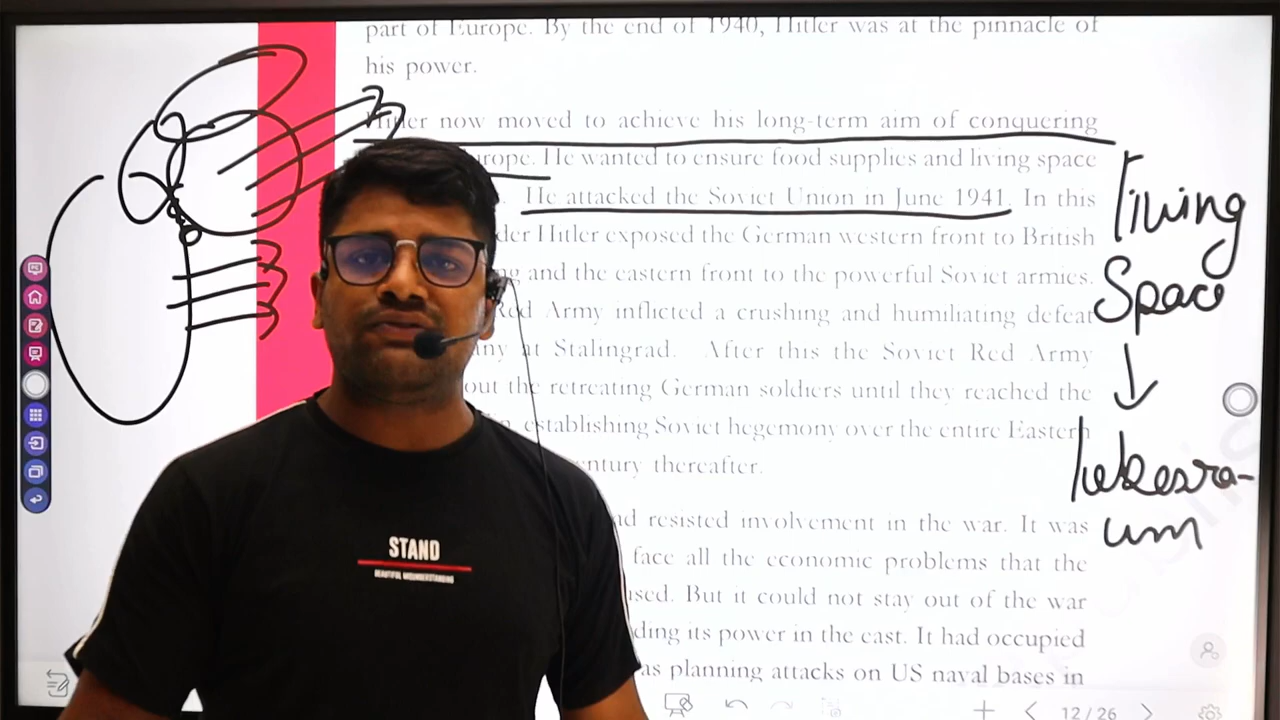 part of Europe. By the end of 1940, Hitler was at the pinnacle of
his power.
Hitler now moved to achieve his long-term aim of conquering
He wanted to ensure food supplies and living space
He attacked the Soviet Union in June 1941. In this
Hitler exposed the German western front to British
and the eastern front to the powerful Soviet armies.
Red Army inflicted a crushing and humiliating defeat
at Stalingrad. After this the Soviet Red Army
out the retreating German soldiers until they reached the
establishing Soviet hegemony over the entire Eastern
thereafter.
resisted involvement in the war. It was
face all the economic problems that the
But it could not stay out of the war
its power in the east. It had occupied
as planning attacks on US naval bases in
Living
Space
Lebensra-
um
STAND
BEAUTIFUL MISUNDERSTANDING
12/26